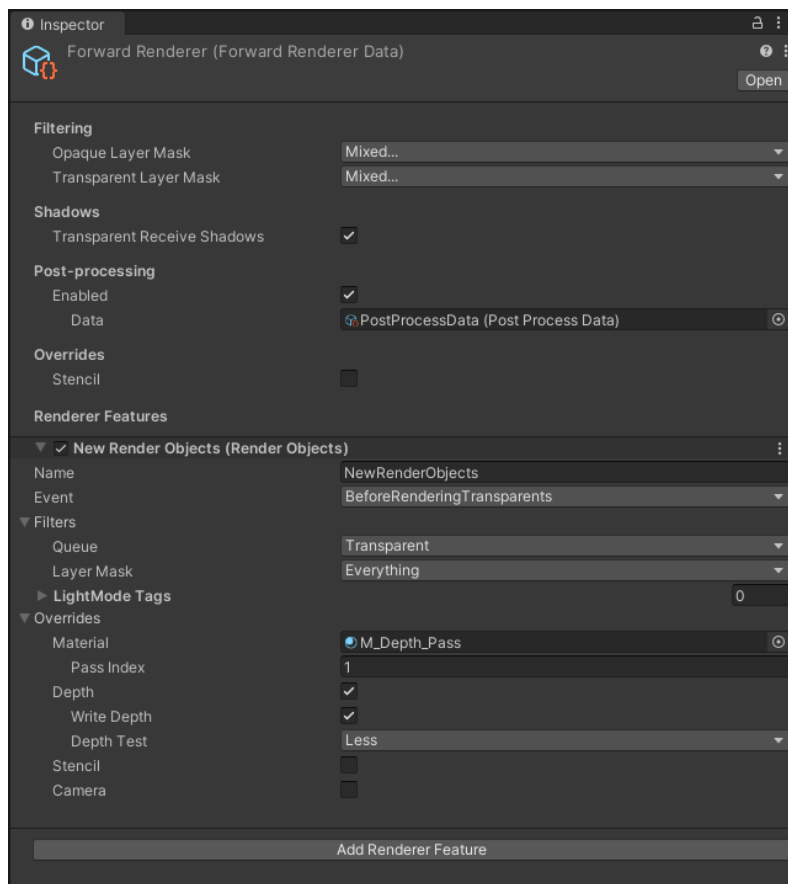 Inspector
Forward Renderer (Forward Renderer Data)
Open
Filtering
Opaque Layer Mask Mixed...
Transparent Layer Mask Mixed...
Shadows
Transparent Receive Shadows
Post-processing
Enabled
Data PostProcessData (Post Process Data)
Overrides
Stencil
Renderer Features
New Render Objects (Render Objects)
Name NewRenderObjects
Event BeforeRenderingTransparents
Filters
Queue Transparent
Layer Mask Everything
LightMode Tags 0
Overrides
Material M_Depth_Pass
Pass Index 1
Depth
Write Depth
Depth Test Less
Stencil
Camera
Add Renderer Feature